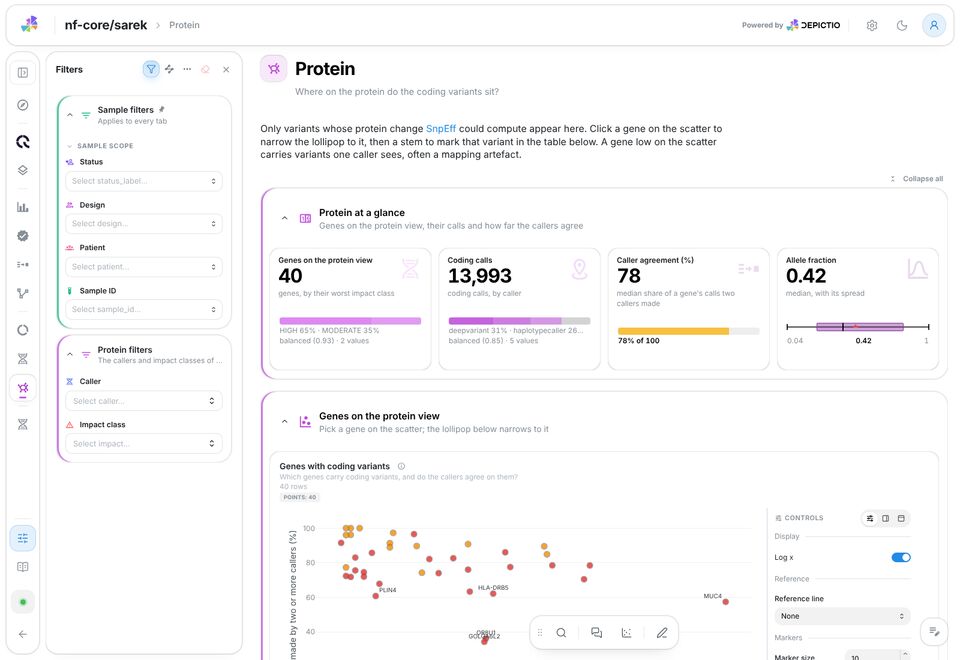 nf-core/sarek
Protein
Powered by
DEPICTIO
Filters
Sample filters
Applies to every tab
SAMPLE SCOPE
Status
Select status_label...
Design
Select design...
Patient
Select patient...
Sample ID
Select sample_id...
Protein filters
The callers and impact classes of ...
Caller
Select caller...
Impact class
Select impact...
Protein
Where on the protein do the coding variants sit?
Only variants whose protein change SnpEff could compute appear here. Click a gene on the scatter to
narrow the lollipop to it, then a stem to mark that variant in the table below. A gene low on the scatter
carries variants one caller sees, often a mapping artefact.
Collapse all
Protein at a glance
Genes on the protein view, their calls and how far the callers agree
Genes on the protein view
40
genes, by their worst impact class
HIGH 65% · MODERATE 35%
balanced (0.93) · 2 values
Coding calls
13,993
coding calls, by caller
deepvariant 31% · haplotypecaller 26...
balanced (0.85) · 5 values
Caller agreement (%)
78
median share of a gene's calls two
callers made
78% of 100
Allele fraction
0.42
median, with its spread
0.04
0.42
1
Genes on the protein view
Pick a gene on the scatter; the lollipop below narrows to it
Genes with coding variants
Which genes carry coding variants, and do the callers agree on them?
40 rows
POINTS: 40
made by two or more callers (%)
100
80
60
40
PLIN4
HLA-DRB5
MUC4
CONTROLS
Display
Log x
Reference
Reference line
None
Markers
Marker size
10